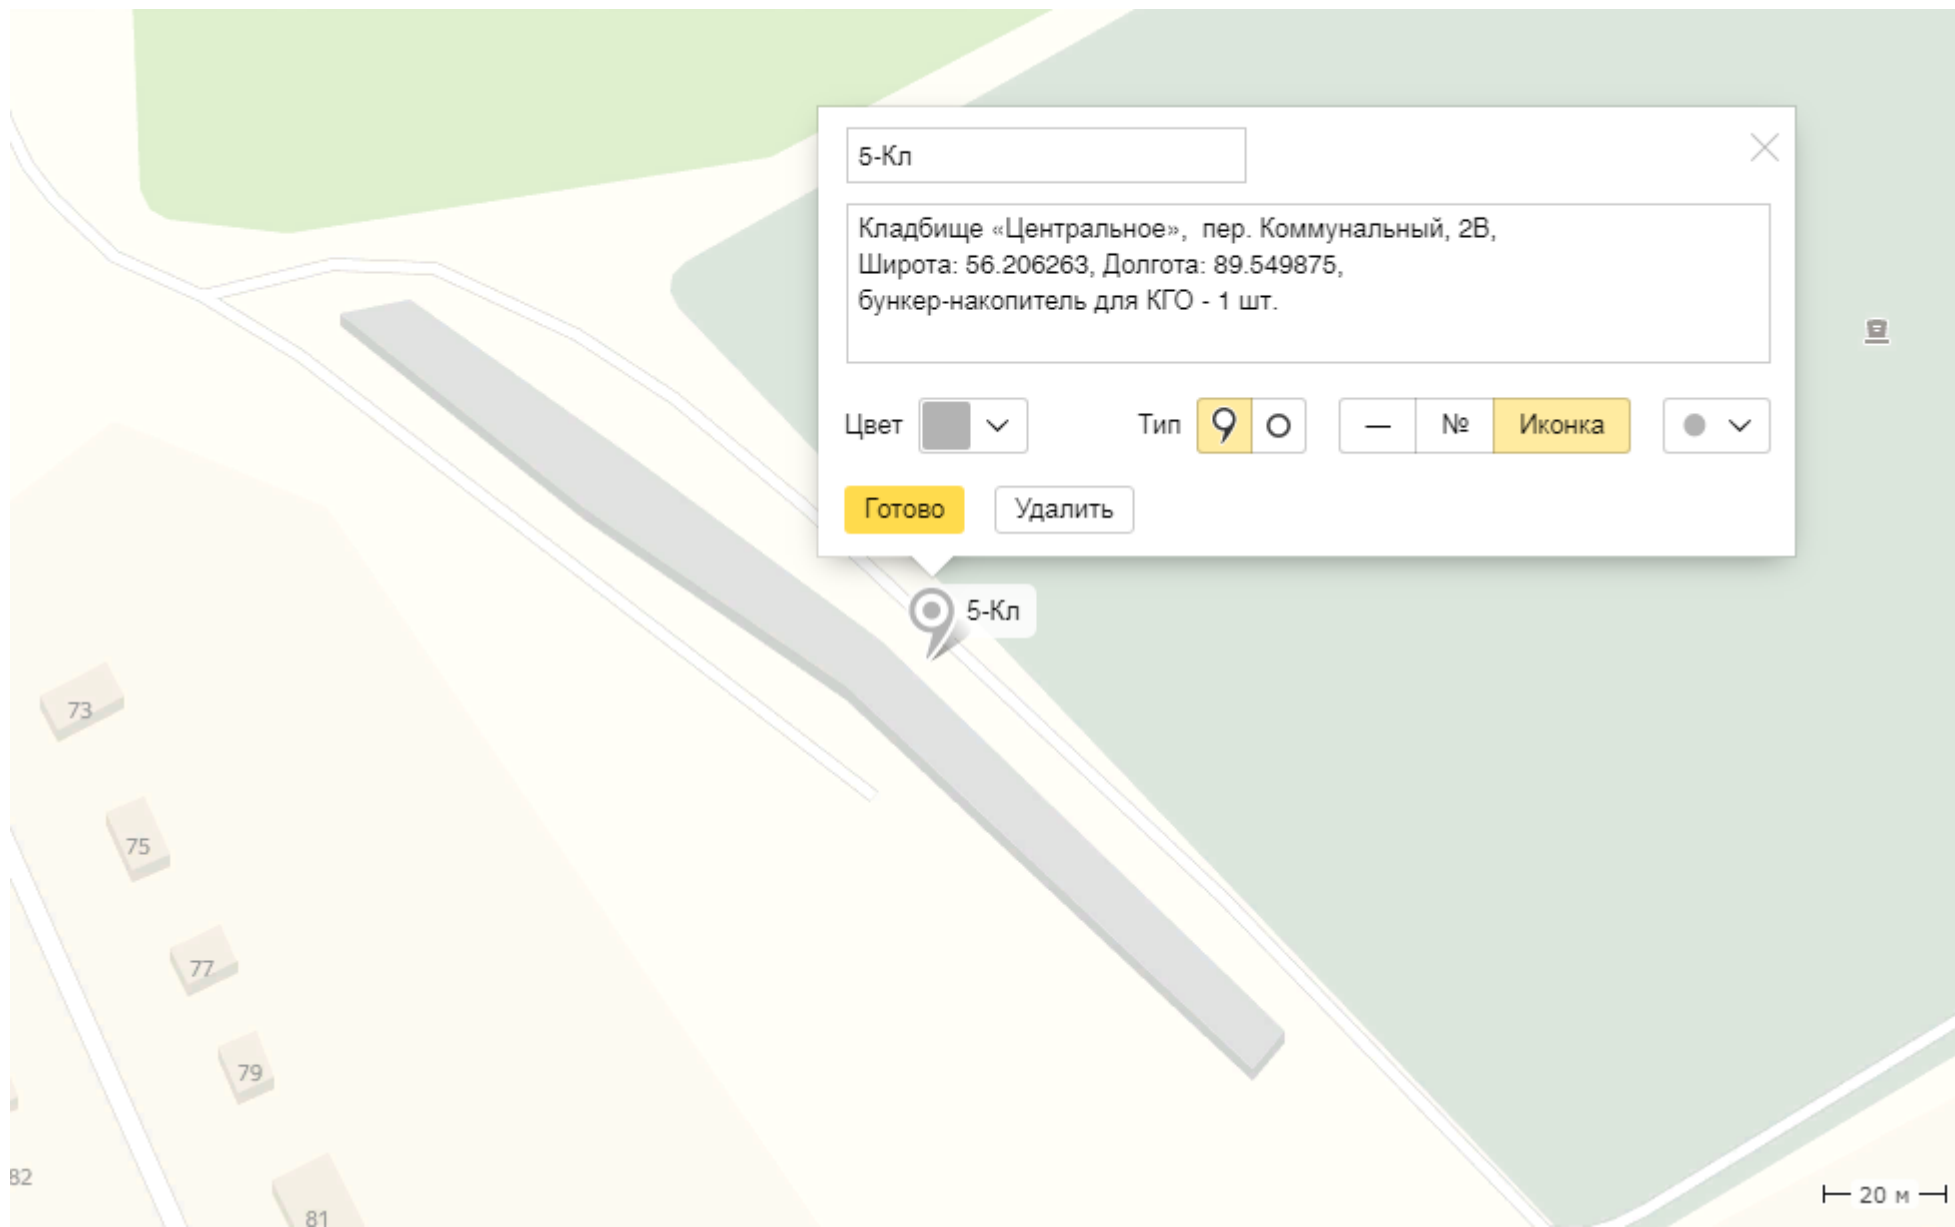 5-Кл
Кладбище «Центральное», пер. Коммунальный, 2В,
Широта: 56.206263, Долгота: 89.549875,
бункер-накопитель для КГО - 1 шт.
Цвет
Тип
№
Иконка
Готово
Удалить
5-Кл
73
75
77
79
82
81
20 м